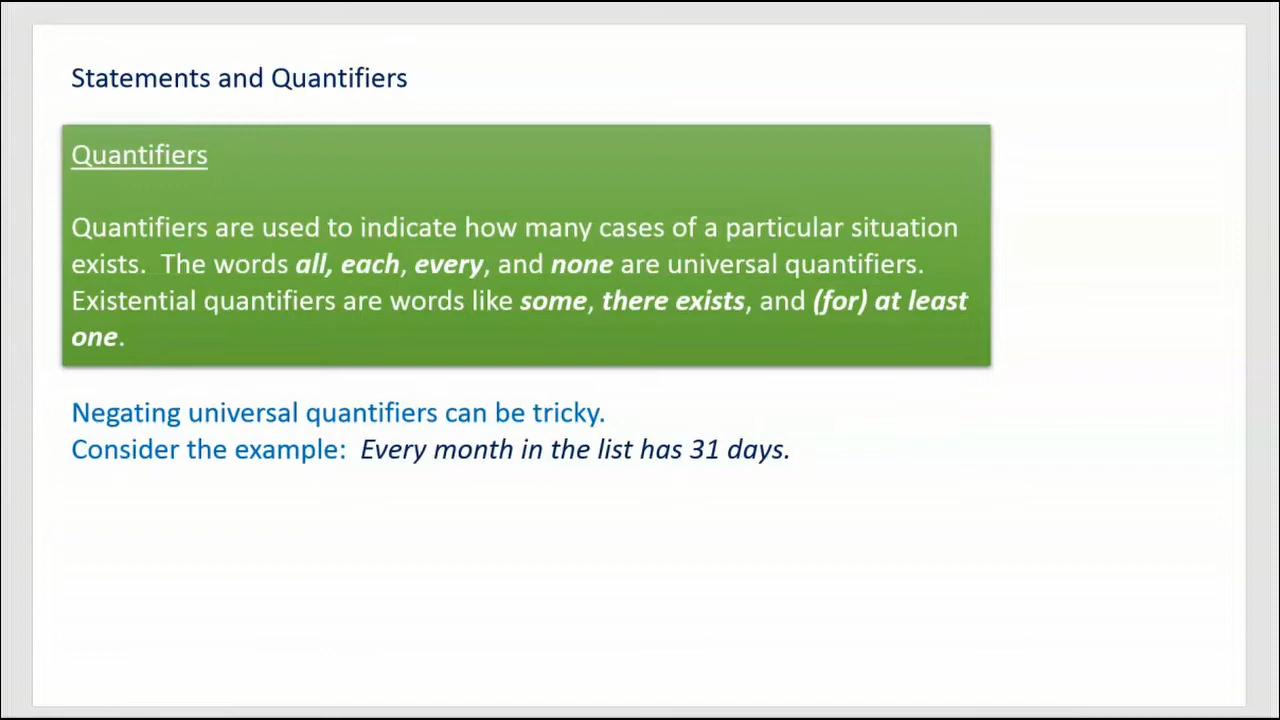 Statements and Quantifiers
Quantifiers
Quantifiers are used to indicate how many cases of a particular situation
exists.  The words all, each, every, and none are universal quantifiers.
Existential quantifiers are words like some, there exists, and (for) at least
one.
Negating universal quantifiers can be tricky.
Consider the example:  Every month in the list has 31 days.